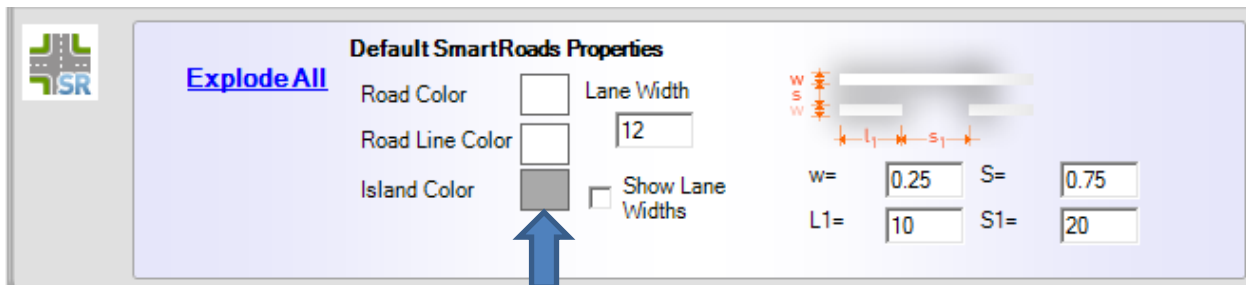 Default SmartRoads Properties
SR
Explode All
Road Color
Lane Width
Road Line Color
12
Island Color
Show Lane
Widths
w
s
w
l1
s1
w=
0.25
S=
0.75
L1=
10
S1=
20